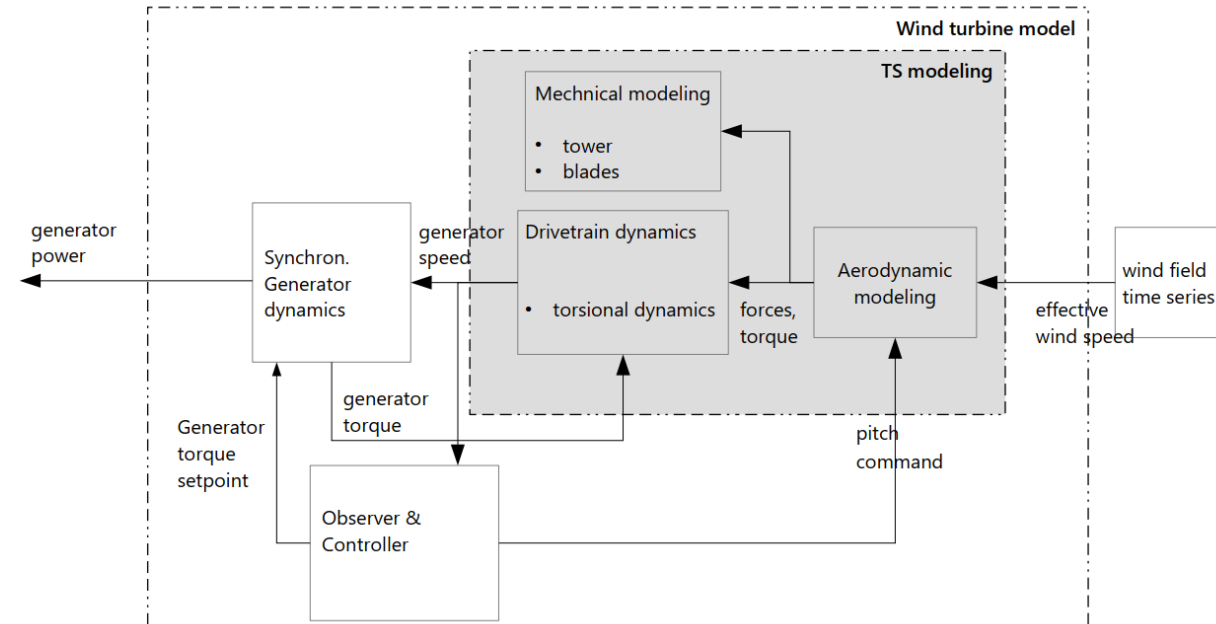 Wind turbine model
TS modeling
Mechnical modeling
• tower
• blades
generator
power
Synchron.
Generator
dynamics
generator
speed
Drivetrain dynamics
• torsional dynamics
forces,
torque
Aerodynamic
modeling
effective
wind speed
wind field
time series
generator
torque
Generator
torque
setpoint
pitch
command
Observer &
Controller